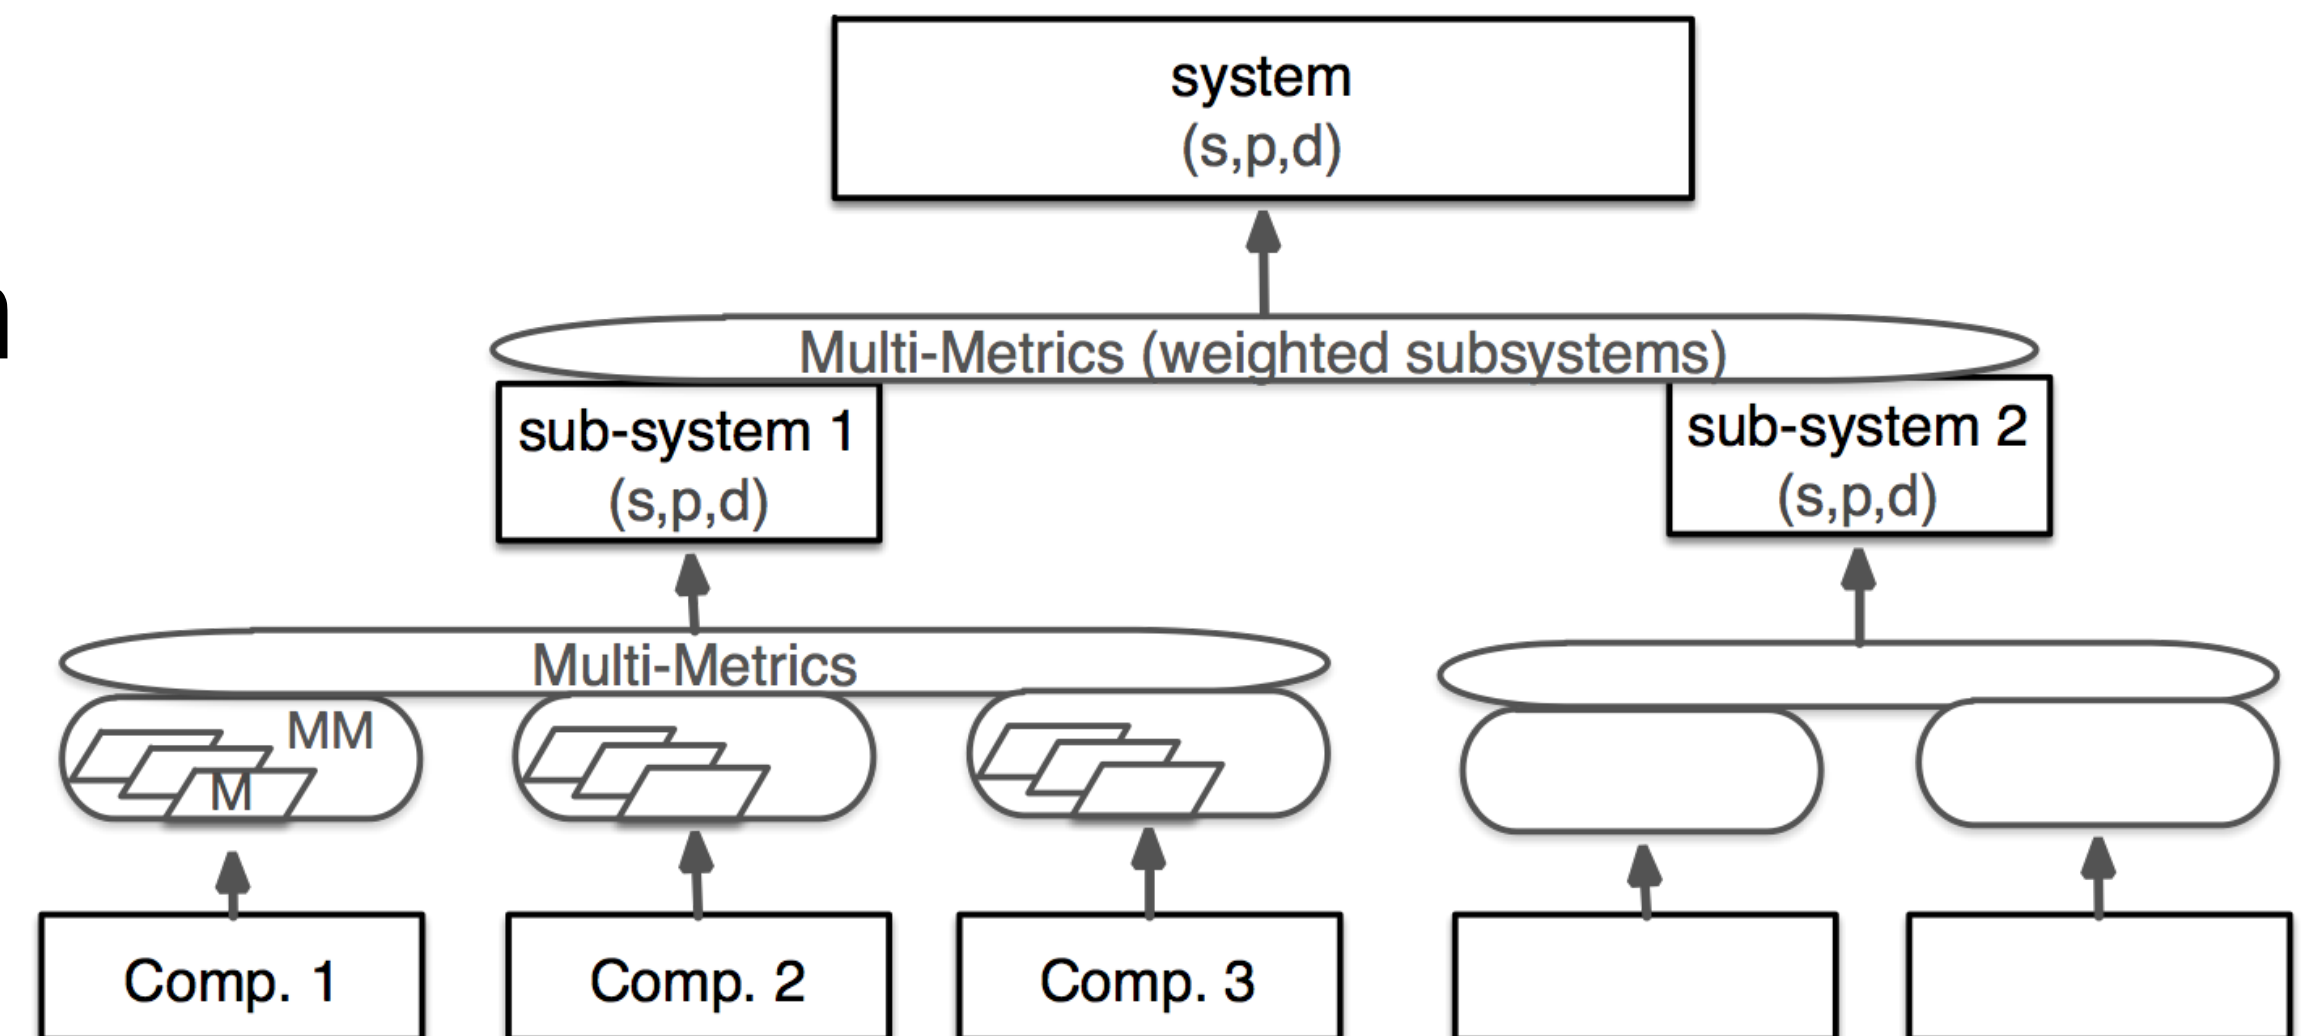 system
(s,p,d)
Multi-Metrics (weighted subsystems)
sub-system 1
(s,p,d)
sub-system 2
(s,p,d)
Multi-Metrics
MM
M
Comp. 1
Comp. 2
Comp. 3